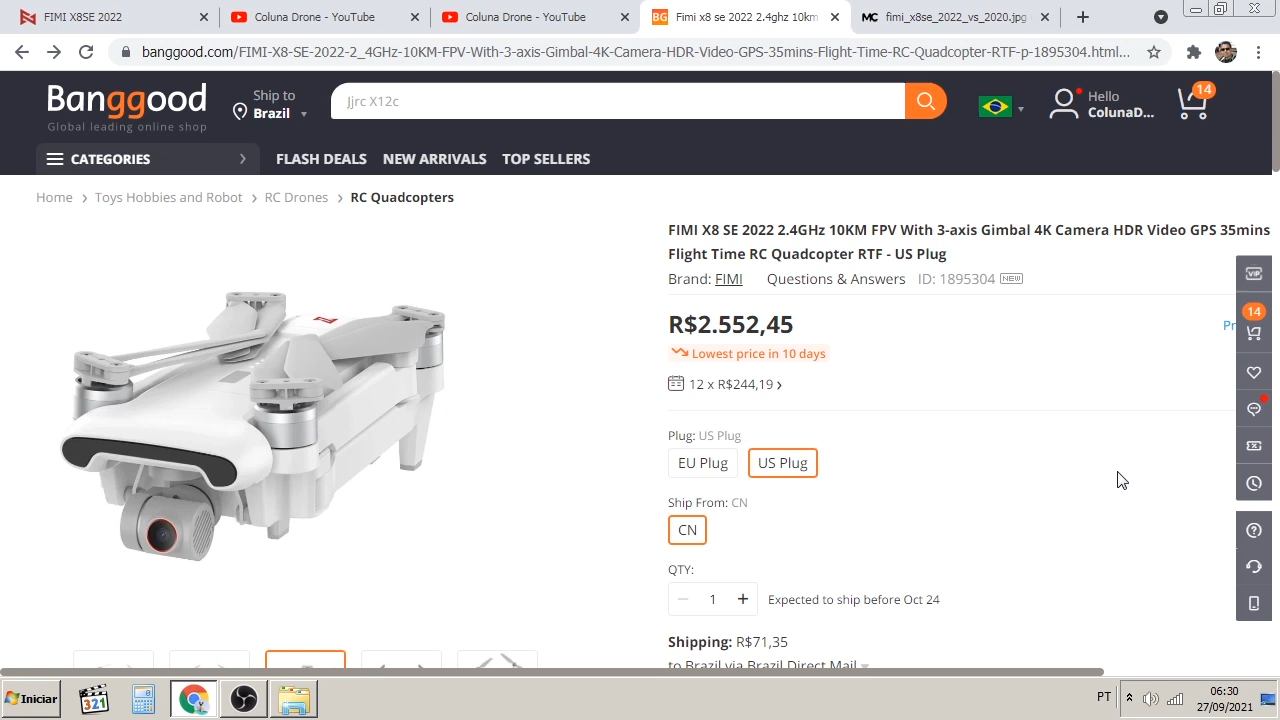 FIMI X8SE 2022
Coluna Drone - YouTube
Coluna Drone - YouTube
BG Fimi x8 se 2022 2.4ghz 10km
MC fimi_x8se_2022_vs_2020.jpg
banggood.com/FIMI-X8-SE-2022-2_4GHz-10KM-FPV-With-3-axis-Gimbal-4K-Camera-HDR-Video-GPS-35mins-Flight-Time-RC-Quadcopter-RTF-p-1895304.html...
Banggood
Global leading online shop
Ship to
Brazil
Jjrc X12c
Hello
ColunaD...
14
CATEGORIES
FLASH DEALS
NEW ARRIVALS
TOP SELLERS
Home > Toys Hobbies and Robot > RC Drones > RC Quadcopters
FIMI X8 SE 2022 2.4GHz 10KM FPV With 3-axis Gimbal 4K Camera HDR Video GPS 35mins
Flight Time RC Quadcopter RTF - US Plug
Brand: FIMI Questions & Answers ID: 1895304 NEW
VIP
R$2.552,45
Pr
14
Lowest price in 10 days
12 x R$244,19 >
Plug: US Plug
EU Plug
US Plug
Ship From: CN
CN
QTY:
1
Expected to ship before Oct 24
Shipping: R$71,35
to Brazil via Brazil Direct Mail
Iniciar
321
PT
06:30
27/09/2021